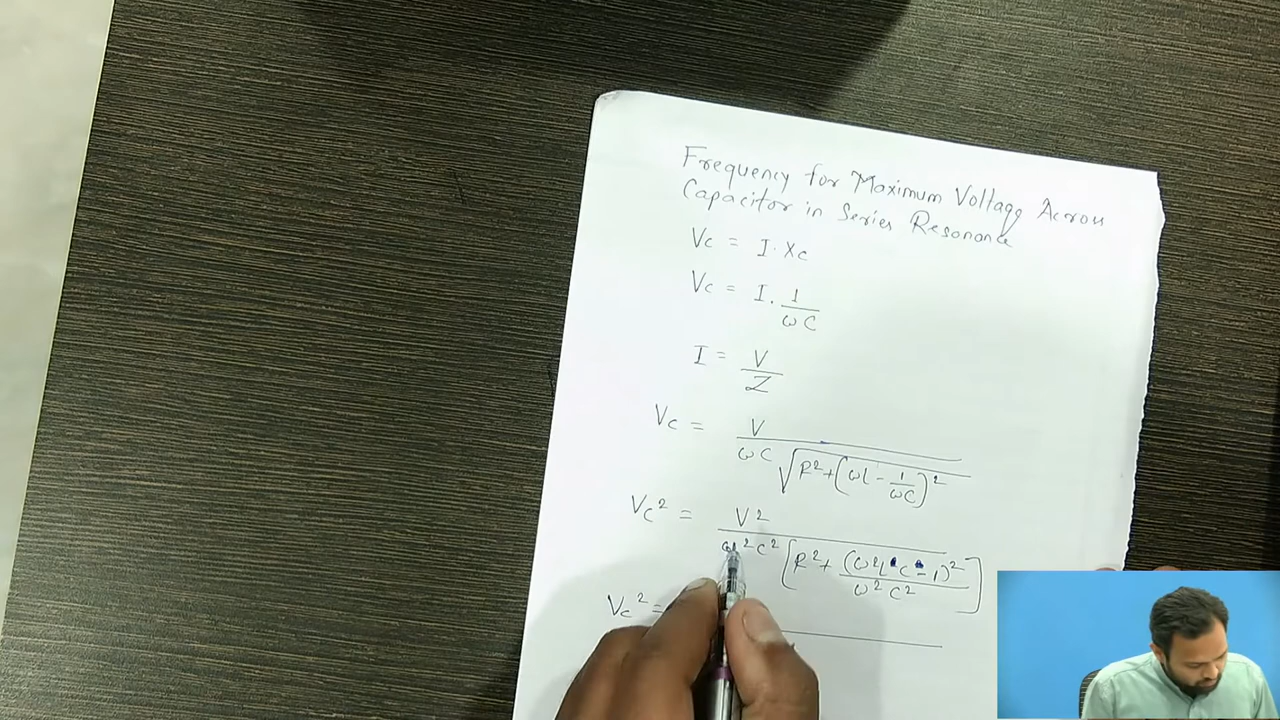 Frequency for Maximum Voltage Across
Capacitor in Series Resonance
Vc = I · Xc
Vc = I · 1/ωC
I = V/Z
Vc = V/(ωC √(R² + (ωL - 1/ωC)²))
Vc² = V²/(ω²C² [R² + (ω²LC - 1)²/(ω²C²)])
Vc² =